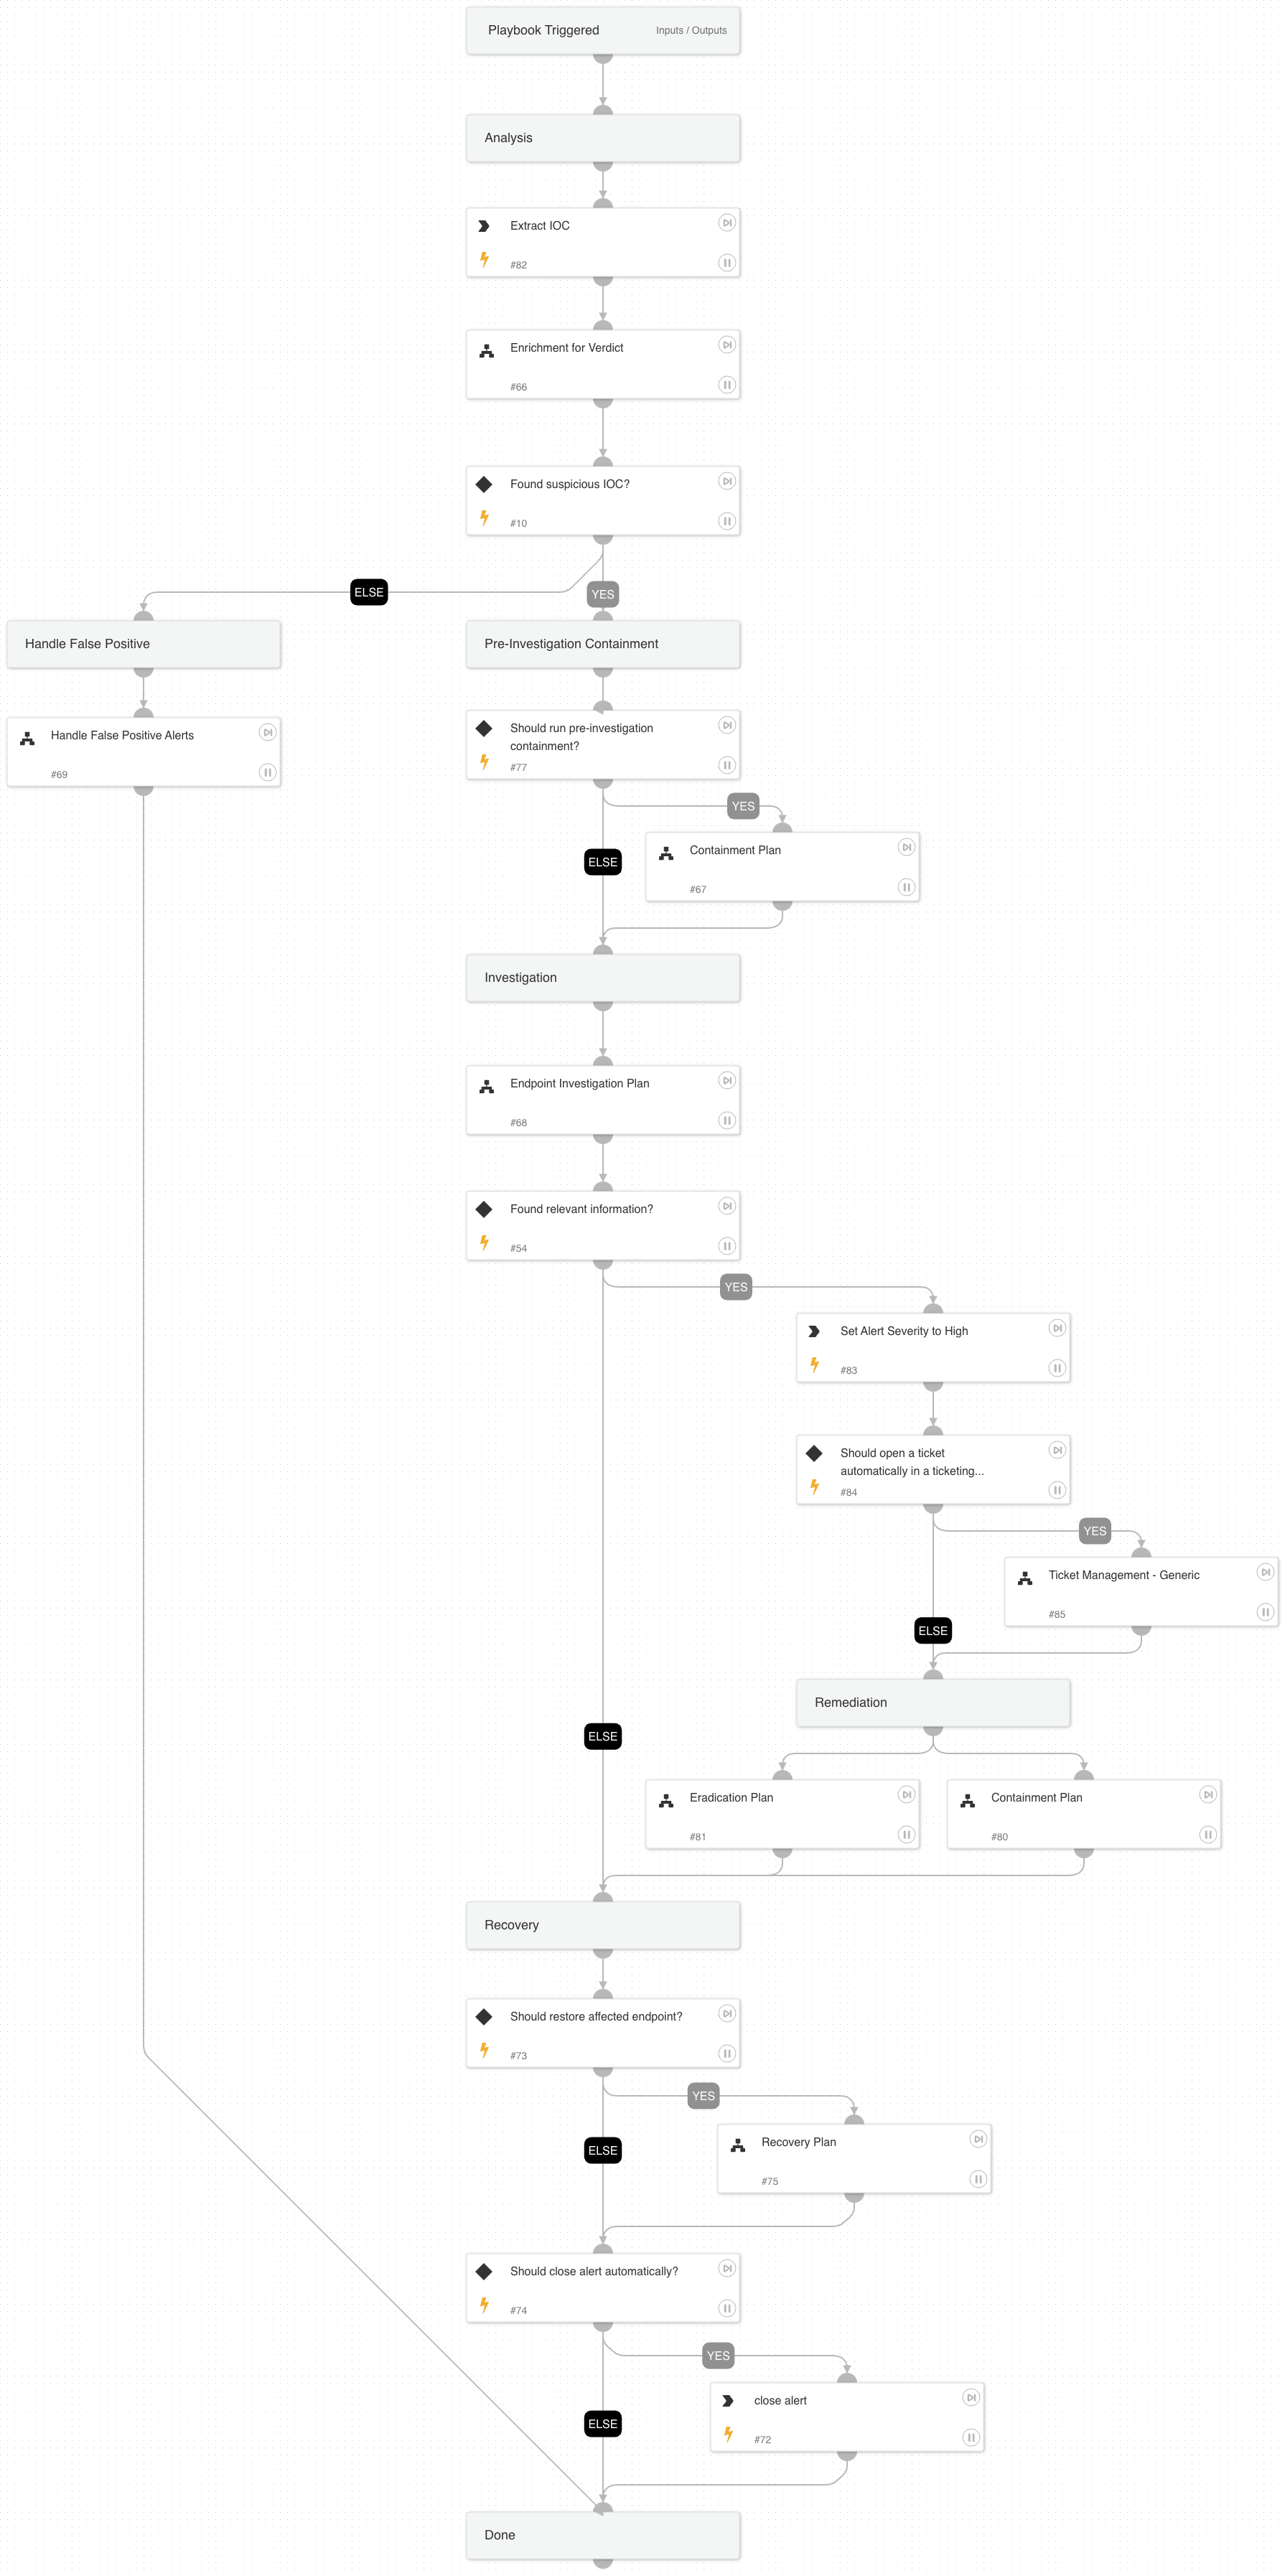 Playbook Triggered
Inputs / Outputs
Analysis
Extract IOC
#82
Enrichment for Verdict
#66
Found suspicious IOC?
#10
ELSE
YES
Handle False Positive
Pre-Investigation Containment
Handle False Positive Alerts
#69
Should run pre-investigation
containment?
#77
YES
ELSE
Containment Plan
#67
Investigation
Endpoint Investigation Plan
#68
Found relevant information?
#54
YES
Set Alert Severity to High
#83
Should open a ticket
automatically in a ticketing...
#84
YES
Ticket Management - Generic
#85
ELSE
Remediation
ELSE
Eradication Plan
#81
Containment Plan
#80
Recovery
Should restore affected endpoint?
#73
YES
ELSE
Recovery Plan
#75
Should close alert automatically?
#74
YES
close alert
#72
ELSE
Done